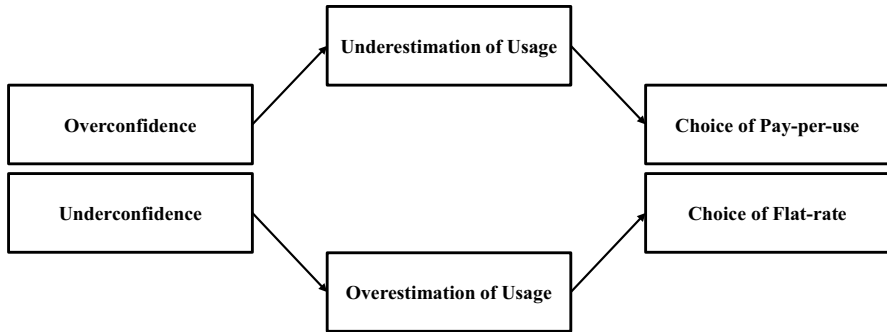 Underestimation of Usage
Overconfidence
Choice of Pay-per-use
Underconfidence
Choice of Flat-rate
Overestimation of Usage